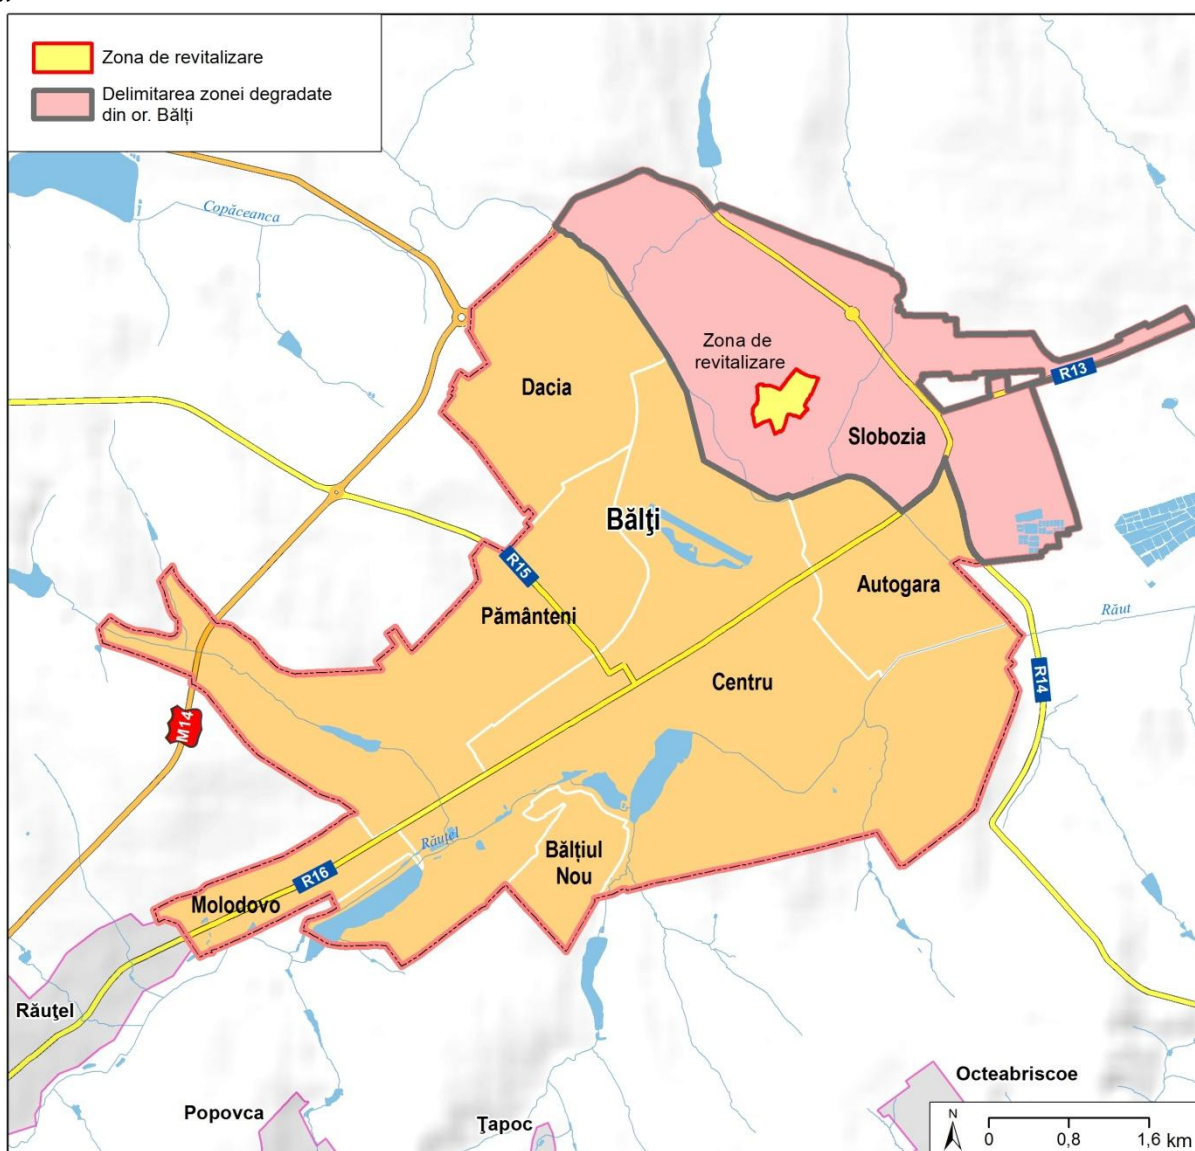 Zona de revitalizare
Delimitarea zonei degradate
din or. Bălți
Copăceanca
Zona de
revitalizare
R13
Dacia
Slobozia
Bălţi
R15
Autogara
Pământeni
Răut
Centru
R14
M14
Răuţel
Bălțiul
Nou
R16
Molodovo
Răuţel
Octeabriscoe
Popovca
Ţapoc
N
0 0,8 1,6 km